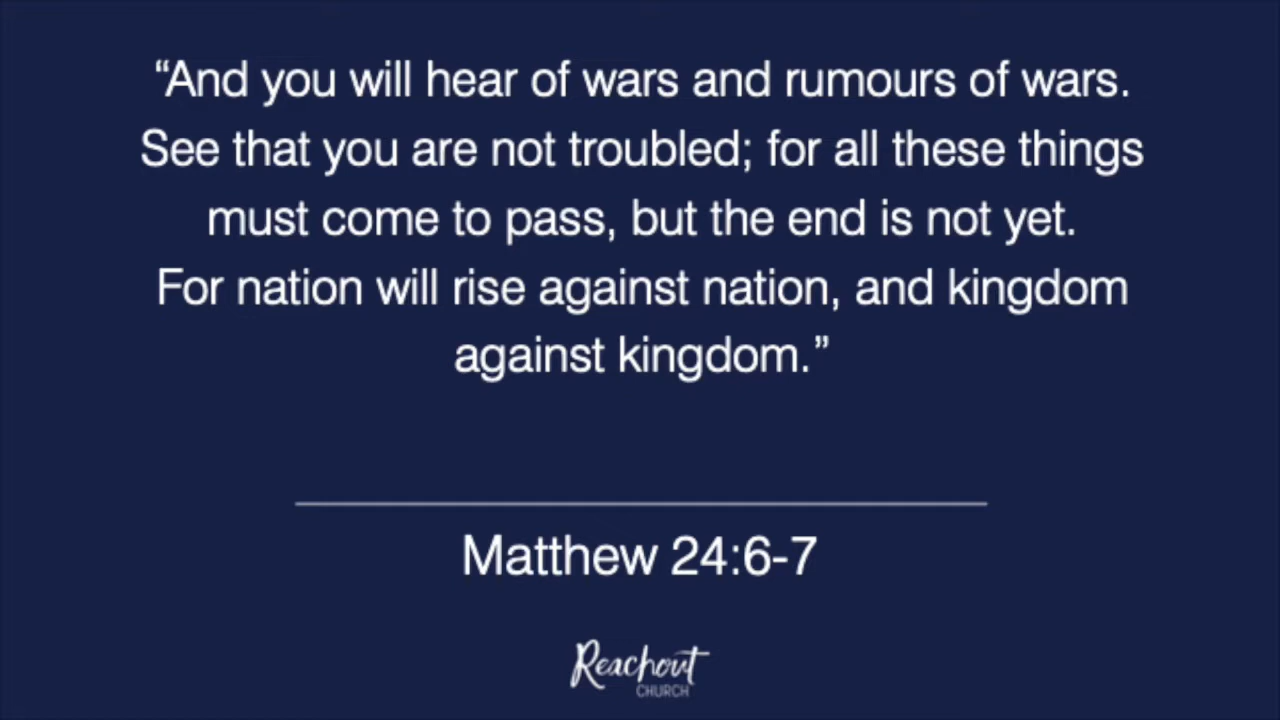 “And you will hear of wars and rumours of wars.
See that you are not troubled; for all these things
must come to pass, but the end is not yet.
For nation will rise against nation, and kingdom
against kingdom.”
Matthew 24:6-7
Reachout
CHURCH